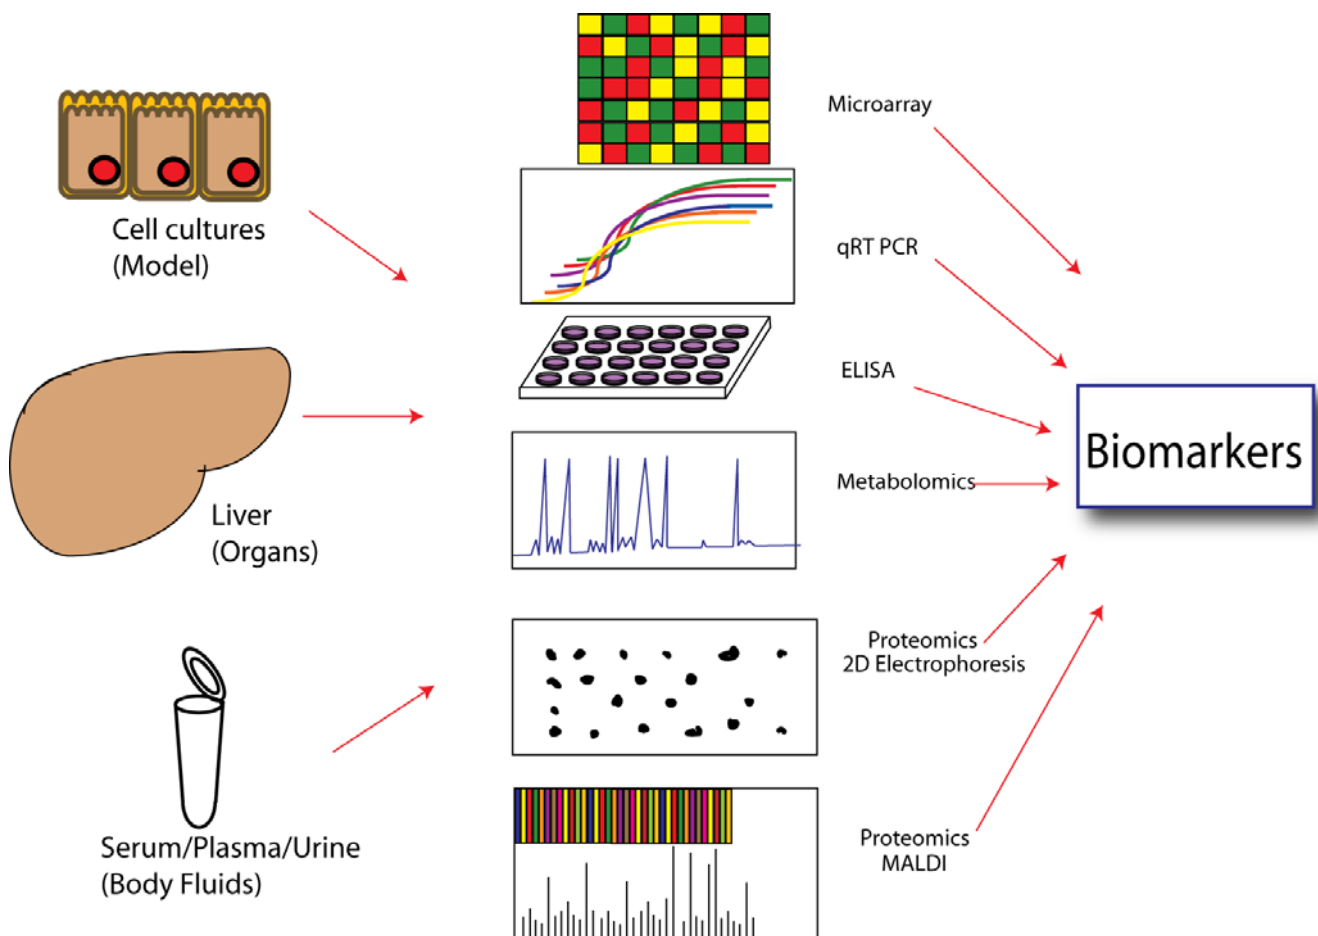 Cell cultures
(Model)
Liver
(Organs)
Serum/Plasma/Urine
(Body Fluids)
Microarray
qRT PCR
ELISA
Metabolomics
Proteomics
2D Electrophoresis
Proteomics
MALDI
Biomarkers